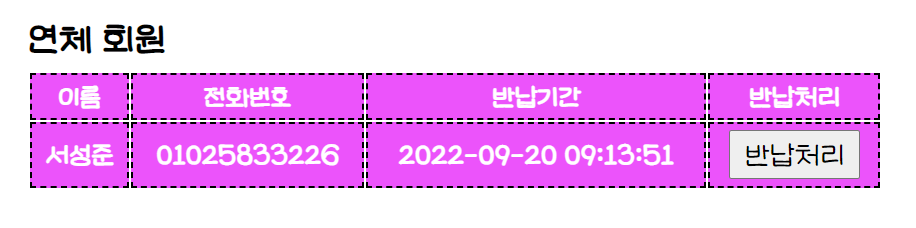 연체 회원
이름 전화번호 반납기간 반납처리
서성준 01025833226 2022-09-20 09:13:51 반납처리